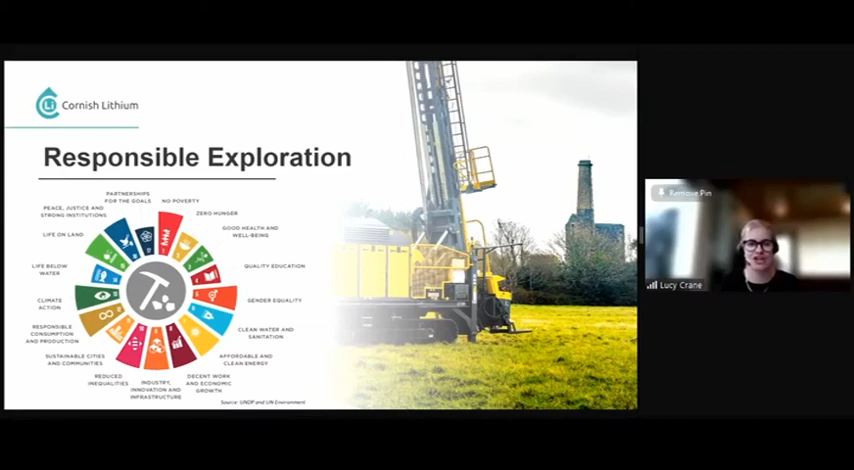 Li
Cornish Lithium
Responsible Exploration
PARTNERSHIPS
FOR THE GOALS
NO POVERTY
PEACE, JUSTICE AND
STRONG INSTITUTIONS
ZERO HUNGER
LIFE ON LAND
GOOD HEALTH AND
WELL-BEING
LIFE BELOW
WATER
QUALITY EDUCATION
CLIMATE
ACTION
GENDER EQUALITY
RESPONSIBLE
CONSUMPTION
AND PRODUCTION
CLEAN WATER AND
SANITATION
SUSTAINABLE CITIES
AND COMMUNITIES
AFFORDABLE AND
CLEAN ENERGY
REDUCED
INEQUALITIES
INDUSTRY,
INNOVATION AND
INFRASTRUCTURE
DECENT WORK
AND ECONOMIC
GROWTH
Source: UNDP and UN Environment
Remove Pin
Lucy Crane